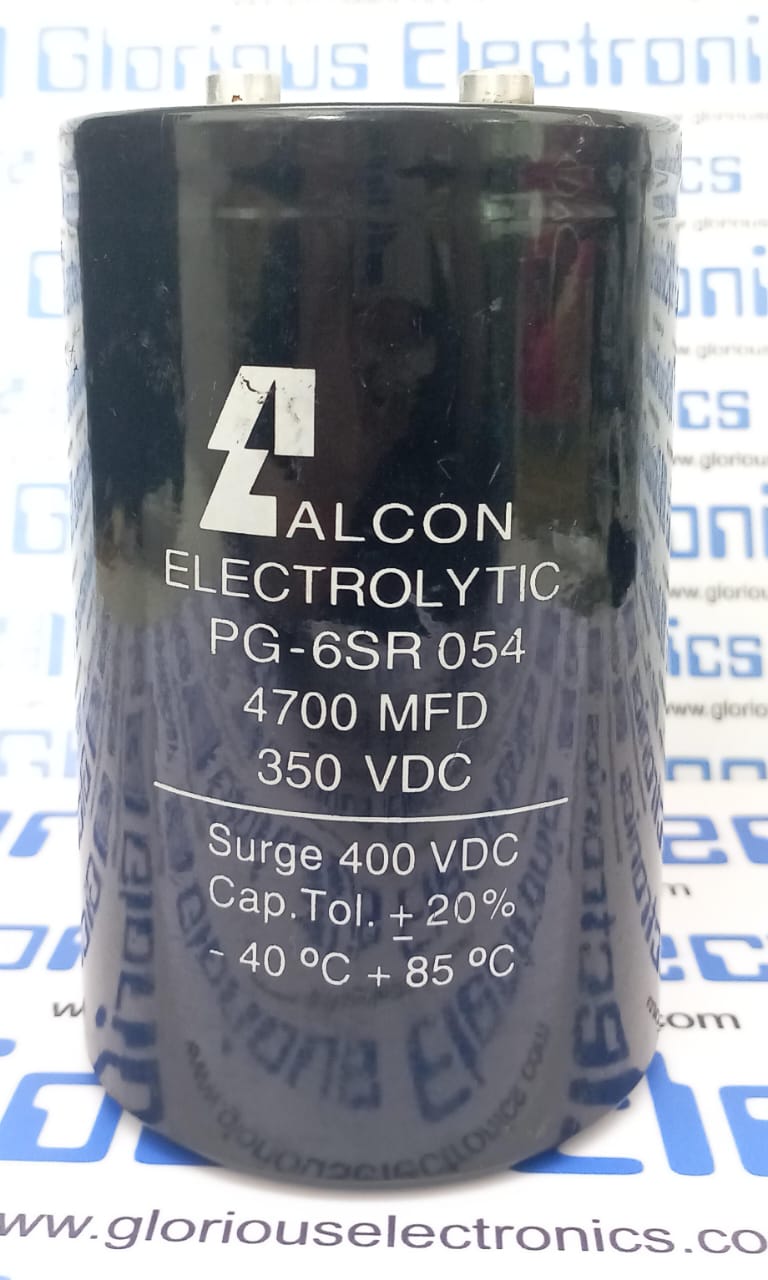 Glorious Electroni
ALCON
ELECTROLYTIC
PG-6SR 054
4700 MFD
350 VDC
Surge 400 VDC
Cap.Tol. ± 20%
- 40 ºC + 85 ºC
www.gloriouselectronics.co